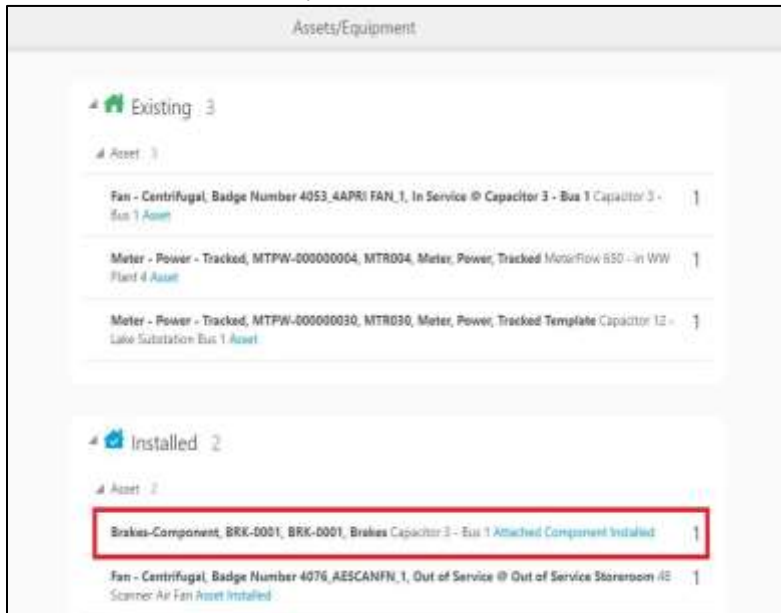 Assets/Equipment
Existing 3
Asset 3
Fan - Centrifugal, Badge Number 4053_4APRI FAN_1, In Service @ Capacitor 3 - Bus 1 Capacitor 3 - 1
Bus 1 Asset
Meter - Power - Tracked, MTPW-000000004, MTR004, Meter, Power, Tracked MeterFlow 650 - in WW 1
Plant 4 Asset
Meter - Power - Tracked, MTPW-000000030, MTR030, Meter, Power, Tracked Template Capacitor 12 - 1
Lake Substation Bus 1 Asset
Installed 2
Asset 2
Brakes-Component, BRK-0001, BRK-0001, Brakes Capacitor 3 - Bus 1 Attached Component Installed 1
Fan - Centrifugal, Badge Number 4076_AESCANFN_1, Out of Service @ Out of Service Storeroom 4E 1
Scanner Air Fan Asset Installed